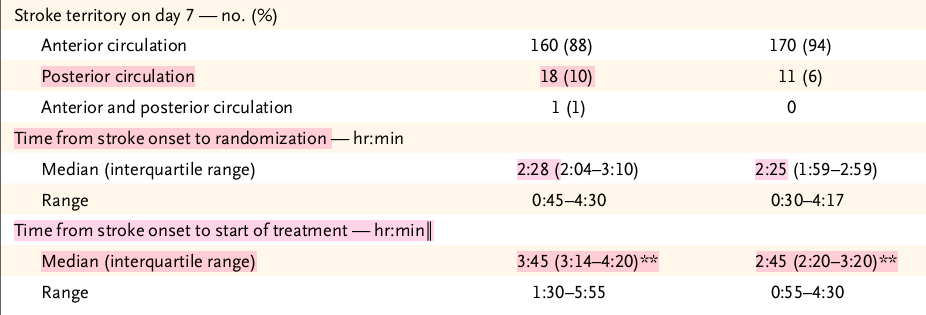 Stroke territory on day 7 — no. (%)
Anterior circulation 160 (88) 170 (94)
Posterior circulation 18 (10) 11 (6)
Anterior and posterior circulation 1 (1) 0
Time from stroke onset to randomization — hr:min
Median (interquartile range) 2:28 (2:04–3:10) 2:25 (1:59–2:59)
Range 0:45–4:30 0:30–4:17
Time from stroke onset to start of treatment — hr:min‖
Median (interquartile range) 3:45 (3:14–4:20)** 2:45 (2:20–3:20)**
Range 1:30–5:55 0:55–4:30